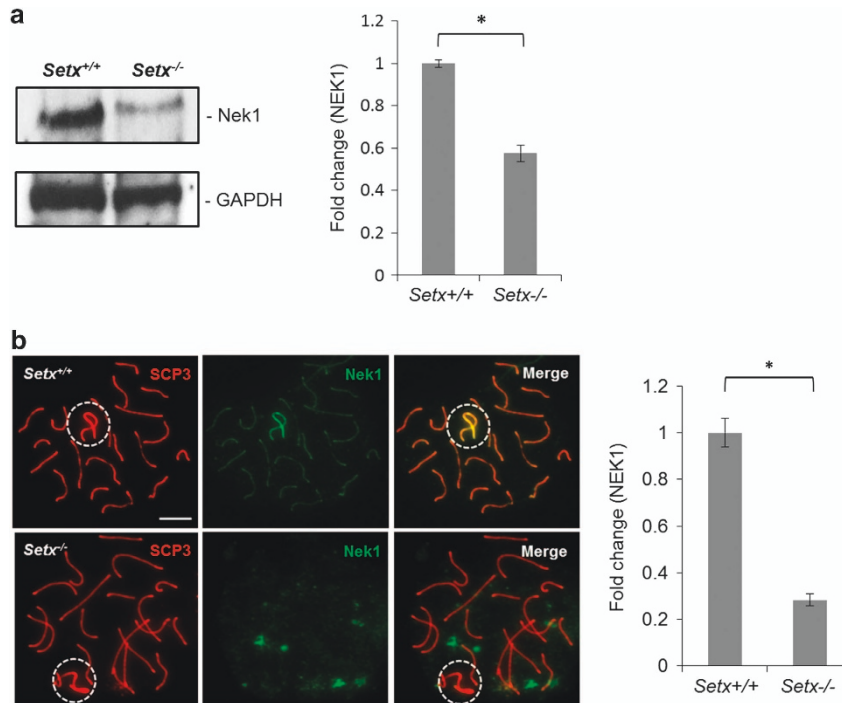 a
Setx+/+ Setx-/-
- Nek1
- GAPDH
Fold change (NEK1)
1.2
1
0.8
0.6
0.4
0.2
0
*
Setx+/+ Setx-/-
b
Setx+/+ SCP3 Nek1 Merge
Setx-/- SCP3 Nek1 Merge
Fold change (NEK1)
1.2
1
0.8
0.6
0.4
0.2
0
*
Setx+/+ Setx-/-